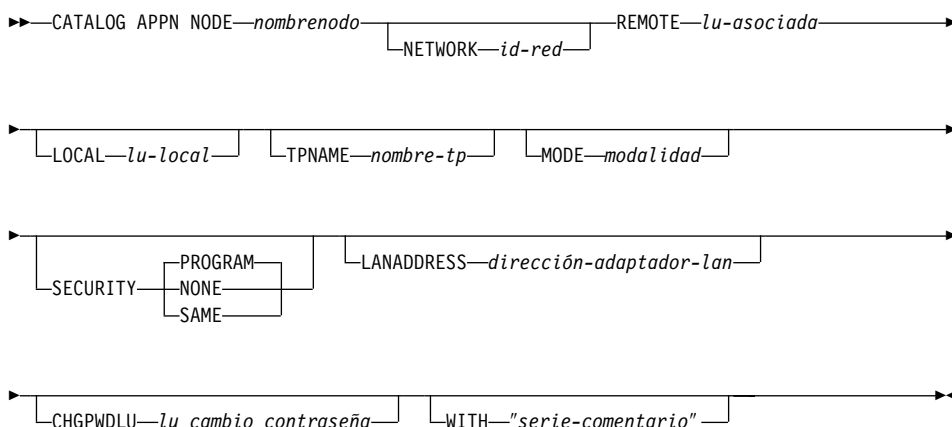 CATALOG APPN NODE nombrenodo REMOTE lu-asociada
NETWORK id-red
LOCAL lu-local TPNAME nombre-tp MODE modalidad
PROGRAM
SECURITY NONE
SAME
LANADDRESS dirección-adaptador-lan
CHGPWDLU lu cambio contraseña WITH "serie-comentario"